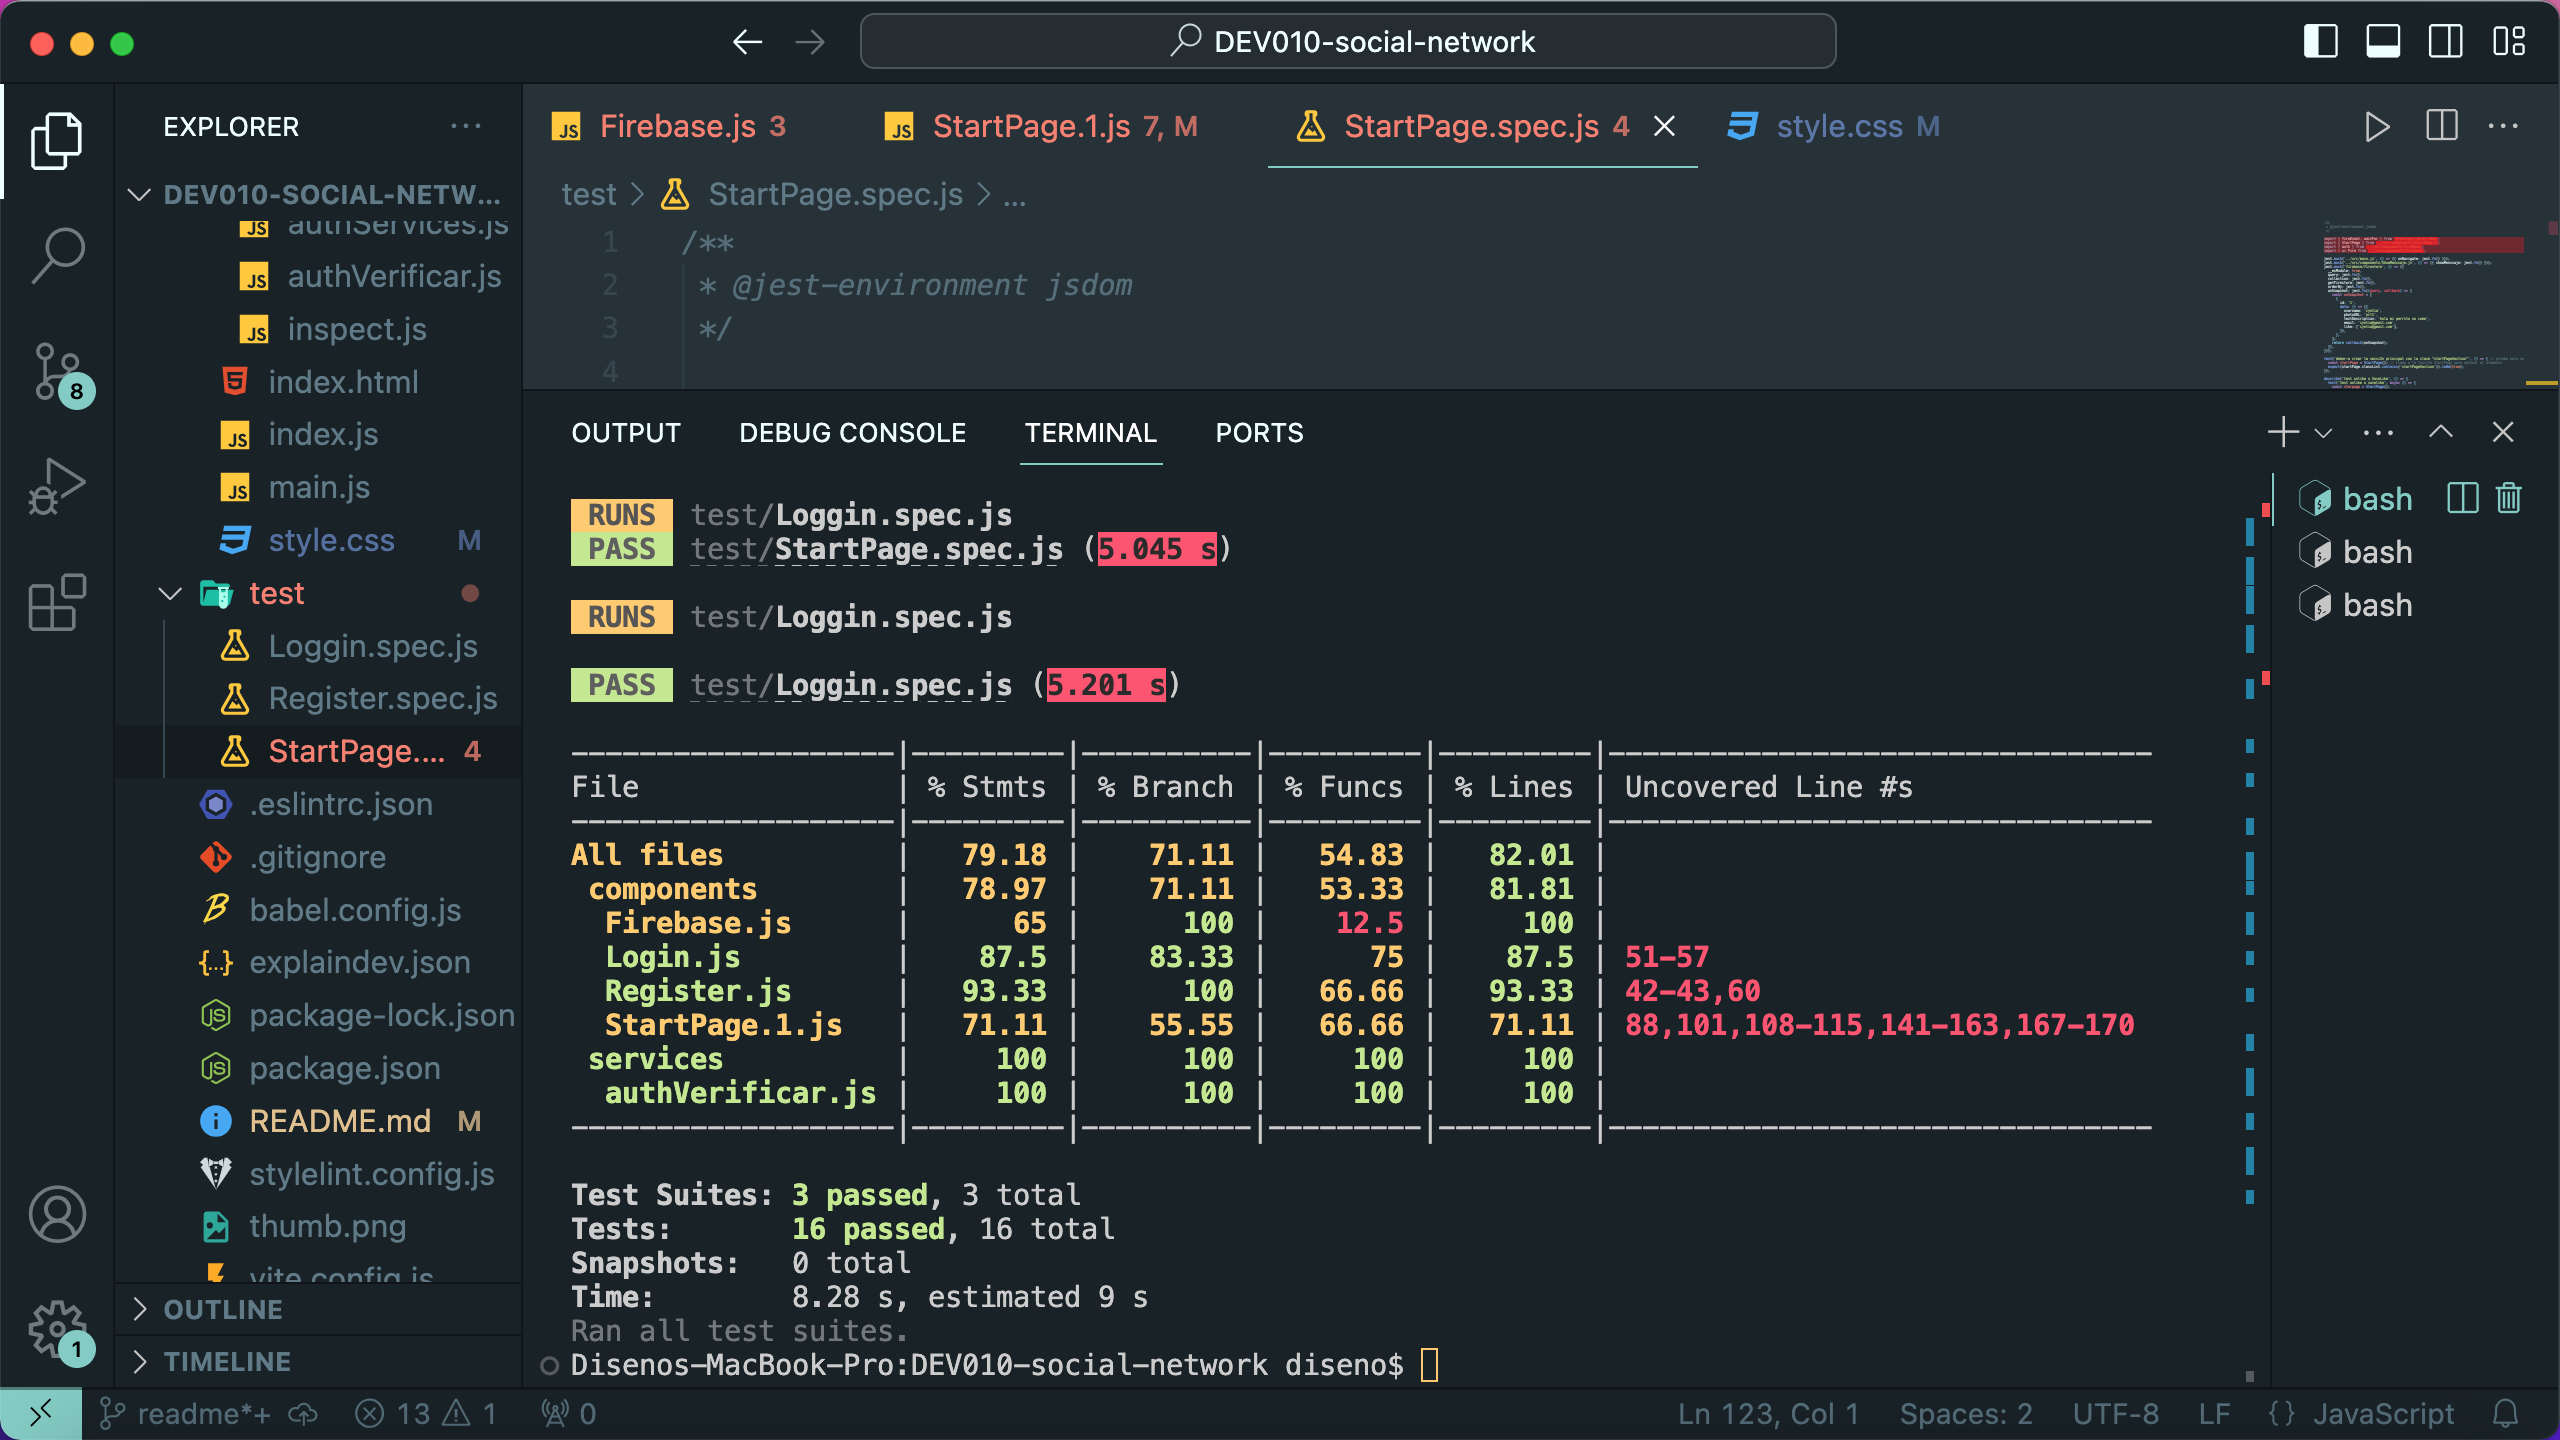 DEV010-social-network
EXPLORER
DEV010-SOCIAL-NETW...
authServices.js
authVerificar.js
inspect.js
index.html
index.js
main.js
style.css M
test
Loggin.spec.js
Register.spec.js
StartPage.... 4
.eslintrc.json
.gitignore
babel.config.js
explaindev.json
package-lock.json
package.json
README.md M
stylelint.config.js
thumb.png
vite.config.js
OUTLINE
TIMELINE
8
1
Firebase.js 3
StartPage.1.js 7, M
StartPage.spec.js 4
style.css M
test > StartPage.spec.js > ...
1 /**
2 * @jest-environment jsdom
3 */
4
OUTPUT DEBUG CONSOLE TERMINAL PORTS
RUNS test/Loggin.spec.js
PASS test/StartPage.spec.js (5.045 s)
RUNS test/Loggin.spec.js
PASS test/Loggin.spec.js (5.201 s)
File | % Stmts | % Branch | % Funcs | % Lines | Uncovered Line #s
All files | 79.18 | 71.11 | 54.83 | 82.01 |
components | 78.97 | 71.11 | 53.33 | 81.81 |
Firebase.js | 65 | 100 | 12.5 | 100 |
Login.js | 87.5 | 83.33 | 75 | 87.5 | 51-57
Register.js | 93.33 | 100 | 66.66 | 93.33 | 42-43,60
StartPage.1.js | 71.11 | 55.55 | 66.66 | 71.11 | 88,101,108-115,141-163,167-170
services | 100 | 100 | 100 | 100 |
authVerificar.js | 100 | 100 | 100 | 100 |
Test Suites: 3 passed, 3 total
Tests: 16 passed, 16 total
Snapshots: 0 total
Time: 8.28 s, estimated 9 s
Ran all test suites.
Disenos-MacBook-Pro:DEV010-social-network diseno$
bash
bash
bash
readme*+ 13 1 0
Ln 123, Col 1 Spaces: 2 UTF-8 LF {} JavaScript